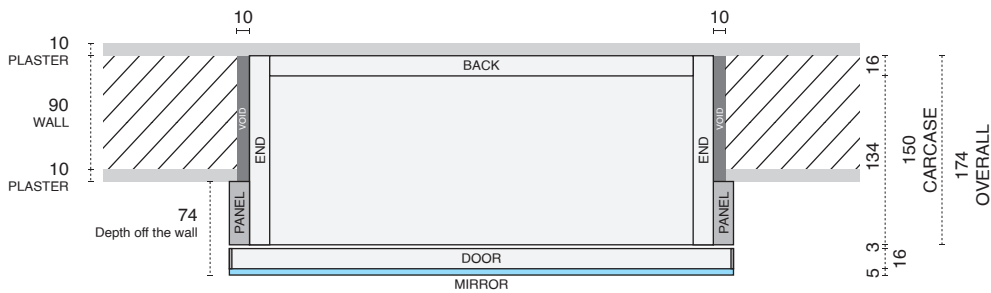 10
10
10
PLASTER
BACK
16
90
WALL
VOID
VOID
END
END
134
150
CARCASE
174
OVERALL
10
PLASTER
PANEL
PANEL
74
Depth off the wall
DOOR
3
16
5
MIRROR